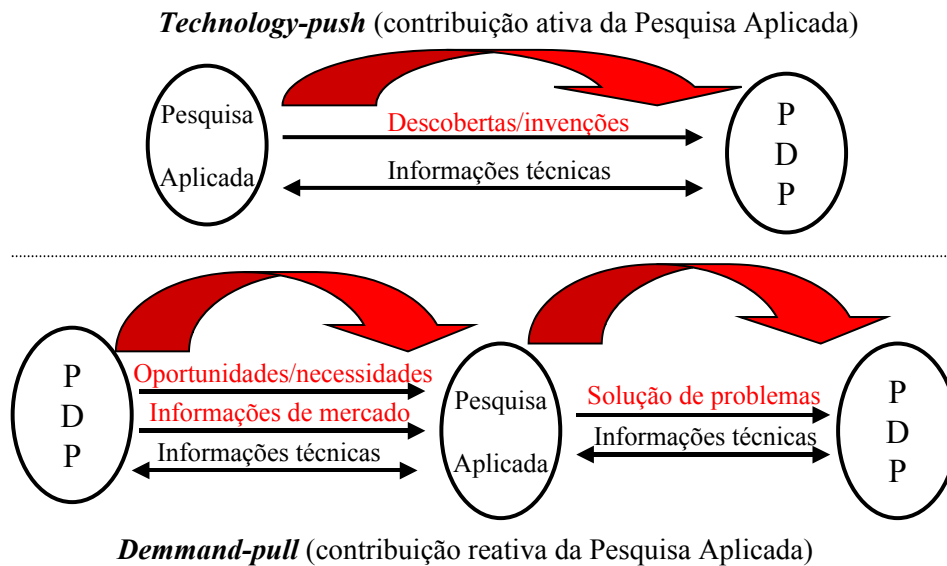 Technology-push (contribuição ativa da Pesquisa Aplicada)
Pesquisa
Aplicada
Descobertas/invenções
Informações técnicas
P
D
P
P
D
P
Oportunidades/necessidades
Informações de mercado
Informações técnicas
Pesquisa
Aplicada
Solução de problemas
Informações técnicas
P
D
P
Demmand-pull (contribuição reativa da Pesquisa Aplicada)